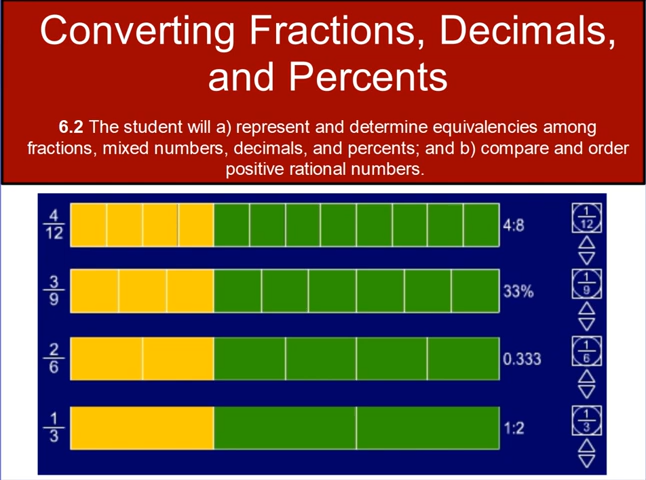 Converting Fractions, Decimals,
and Percents
6.2 The student will a) represent and determine equivalencies among
fractions, mixed numbers, decimals, and percents; and b) compare and order
positive rational numbers.
4/12 4:8 1/12
3/9 33% 1/9
2/6 0.333 1/6
1/3 1:2 1/3